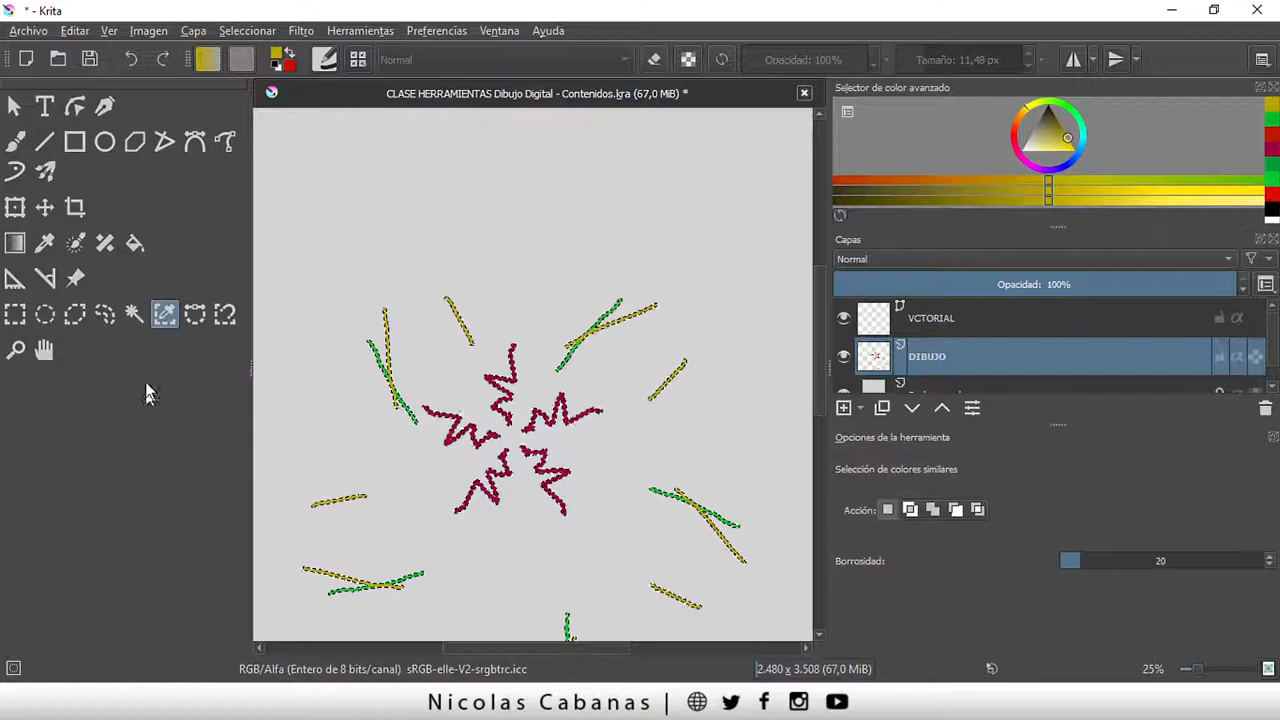 * - Krita
Archivo Editar Ver Imagen Capa Seleccionar Filtro Herramientas Preferencias Ventana Ayuda
Normal Opacidad: 100% Tamaño: 11,48 px
CLASE HERRAMIENTAS Dibujo Digital - Contenidos.kra (67,0 MiB) *
Selector de color avanzado
Capas
Normal
Opacidad: 100%
VCTORIAL
DIBUJO
Opciones de la herramienta
Selección de colores similares
Acción:
Borrosidad: 20
RGB/Alfa (Entero de 8 bits/canal) sRGB-elle-V2-srgbtrc.icc 2.480 x 3.508 (67,0 MiB) 25%
Nicolas Cabanas |